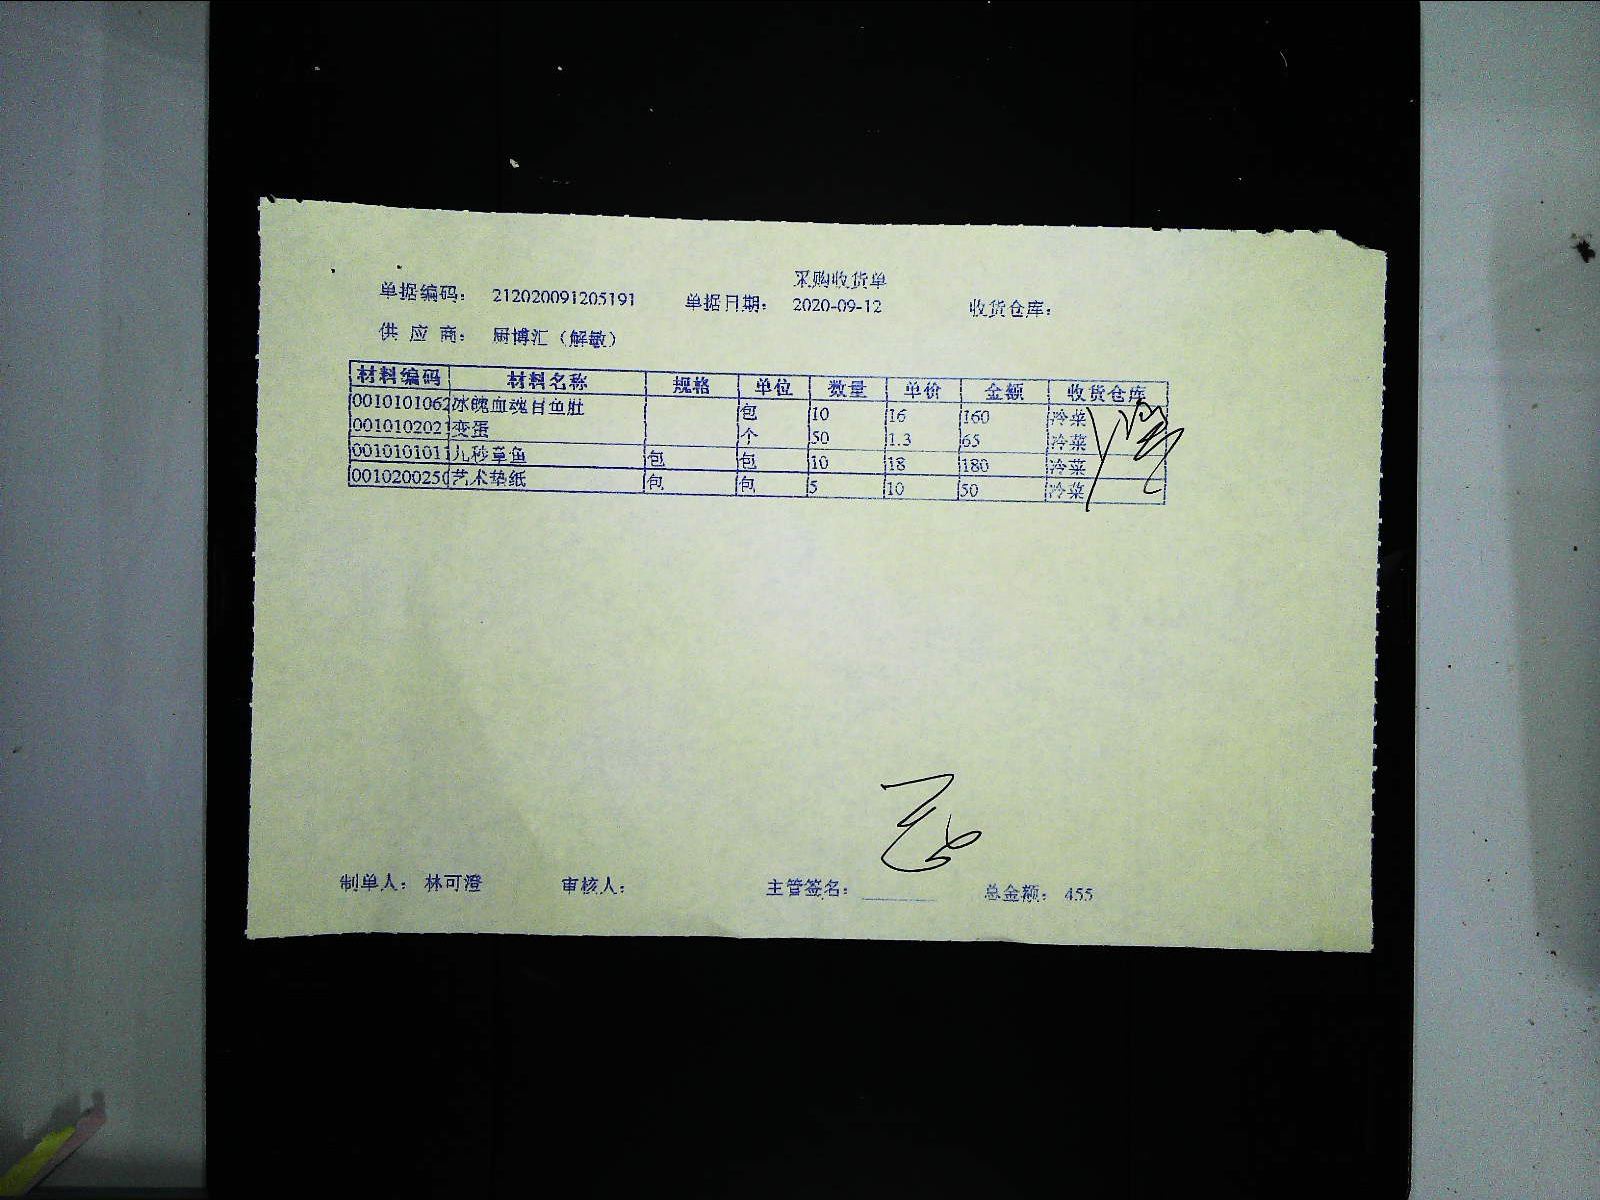 采购收货单
单据编码： 212020091205191 单据日期： 2020-09-12 收货仓库：
供 应 商： 厨博汇（解敏）
材料编码 材料名称 规格 单位 数量 单价 金额 收货仓库
0010101062 冰魄血魂目鱼肚 包 10 16 160 冷菜
0010102021 变蛋 个 50 1.3 65 冷菜
0010101011 九秒章鱼 包 包 10 18 180 冷菜
0010200250 艺术垫纸 包 包 5 10 50 冷菜
制单人： 林可澄 审核人： 主管签名： 总金额： 455